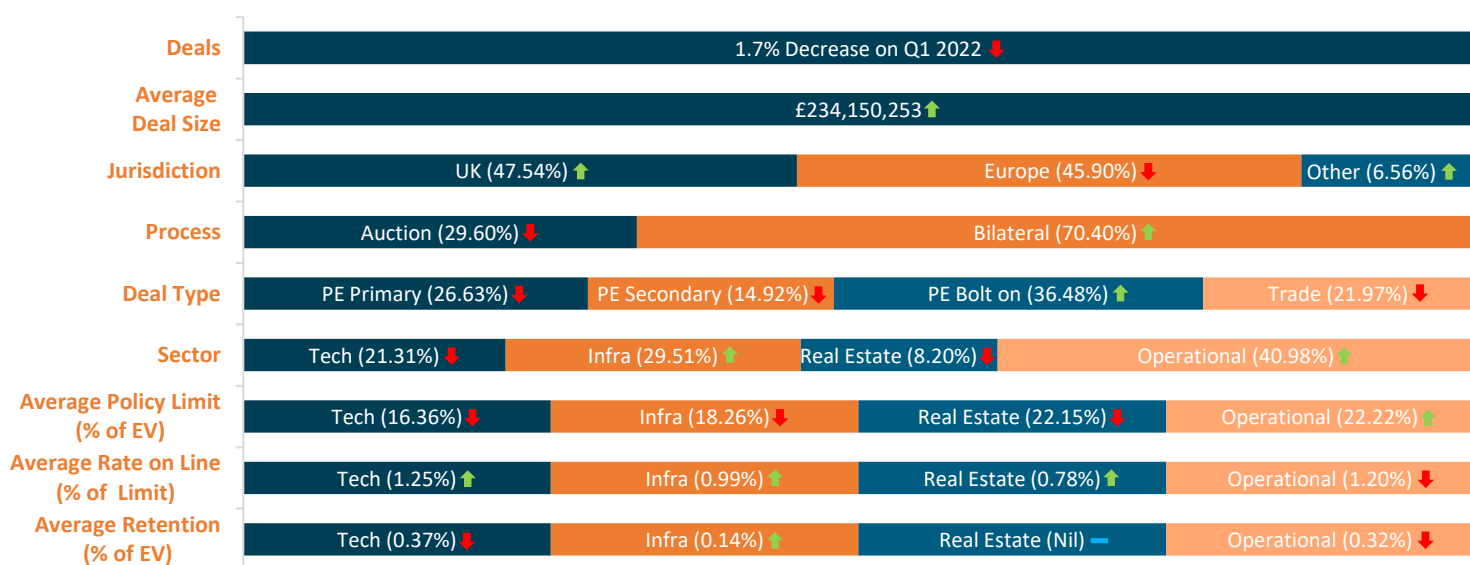 Deals
1.7% Decrease on Q1 2022
Average
Deal Size
£234,150,253
Jurisdiction
UK (47.54%)
Europe (45.90%)
Other (6.56%)
Process
Auction (29.60%)
Bilateral (70.40%)
Deal Type
PE Primary (26.63%)
PE Secondary (14.92%)
PE Bolt on (36.48%)
Trade (21.97%)
Sector
Tech (21.31%)
Infra (29.51%)
Real Estate (8.20%)
Operational (40.98%)
Average Policy Limit
(% of EV)
Tech (16.36%)
Infra (18.26%)
Real Estate (22.15%)
Operational (22.22%)
Average Rate on Line
(% of Limit)
Tech (1.25%)
Infra (0.99%)
Real Estate (0.78%)
Operational (1.20%)
Average Retention
(% of EV)
Tech (0.37%)
Infra (0.14%)
Real Estate (Nil)
Operational (0.32%)